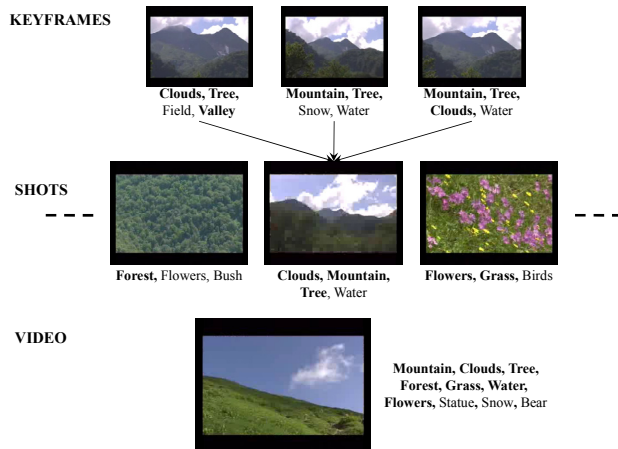 KEYFRAMES
Clouds, Tree,
Field, Valley
Mountain, Tree,
Snow, Water
Mountain, Tree,
Clouds, Water
SHOTS
Forest, Flowers, Bush
Clouds, Mountain,
Tree, Water
Flowers, Grass, Birds
VIDEO
Mountain, Clouds, Tree,
Forest, Grass, Water,
Flowers, Statue, Snow, Bear